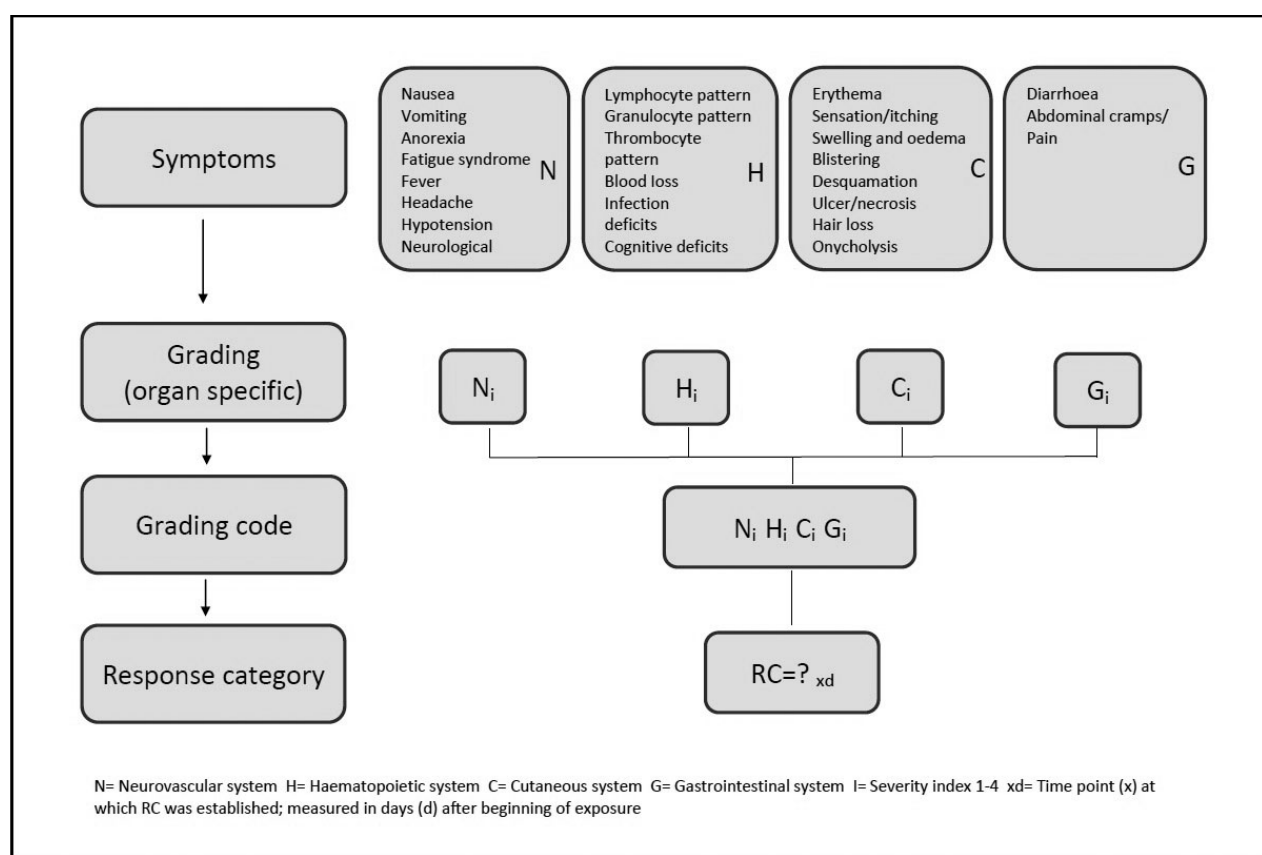 Symptoms
Nausea
Vomiting
Anorexia
Fatigue syndrome
Fever
Headache
Hypotension
Neurological
N
Lymphocyte pattern
Granulocyte pattern
Thrombocyte
pattern
Blood loss
Infection
deficits
Cognitive deficits
H
Erythema
Sensation/itching
Swelling and oedema
Blistering
Desquamation
Ulcer/necrosis
Hair loss
Onycholysis
C
Diarrhoea
Abdominal cramps/
Pain
G
Grading
(organ specific)
Ni
Hi
Ci
Gi
Grading code
Ni Hi Ci Gi
Response category
RC=? xd
N= Neurovascular system H= Haematopoietic system C= Cutaneous system G= Gastrointestinal system I= Severity index 1-4 xd= Time point (x) at
which RC was established; measured in days (d) after beginning of exposure